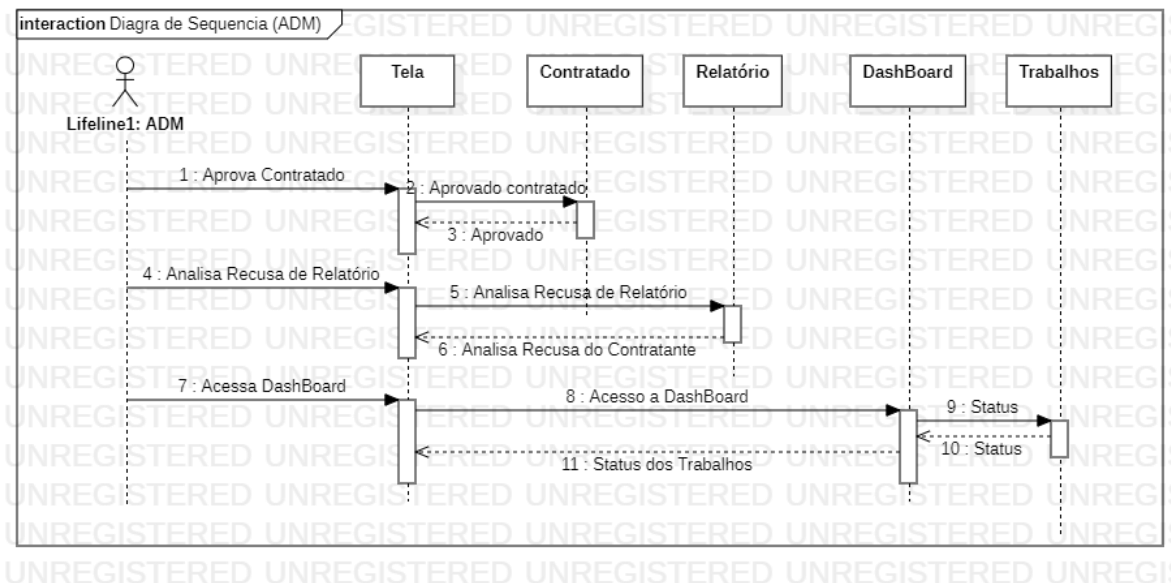 interaction Diagra de Sequencia (ADM)
Tela
Contratado
Relatório
DashBoard
Trabalhos
Lifeline1: ADM
1 : Aprova Contratado
2 : Aprovado contratado
3 : Aprovado
4 : Analisa Recusa de Relatório
5 : Analisa Recusa de Relatório
6 : Analisa Recusa do Contratante
7 : Acessa DashBoard
8 : Acesso a DashBoard
9 : Status
10 : Status
11 : Status dos Trabalhos
UNREGISTERED UNREGISTERED UNREGISTERED UNREGISTERED UNREG